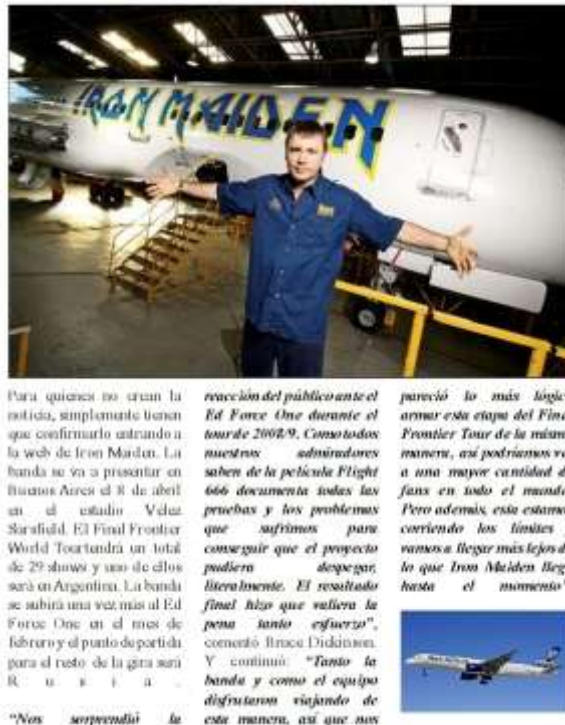 IRON MAIDEN
Para quienes no crean la
noticia, simplemente tienen
que confirmarlo entrando a
la web de Iron Maiden. La
banda se va a presentar en
Buenos Aires el 8 de abril
en el estadio Vélez
Sarsfield. El Final Frontier
World Tour tendrá un total
de 29 shows y uno de ellos
será en Argentina. La banda
se subirá una vez más al Ed
Force One en el mes de
febrero y el punto de partida
para el resto de la gira será
R u s i a .
"Nos sorprendió la
reacción del público ante el
Ed Force One durante el
tour de 2008/9. Como todos
nuestros admiradores
saben de la película Flight
666 documenta todas las
pruebas y los problemas
que sufrimos para
conseguir que el proyecto
pudiera despegar,
literalmente. El resultado
final hizo que valiera la
pena tanto esfuerzo",
comentó Bruce Dickinson.
Y continuó: "Tanto la
banda y como el equipo
disfrutaron viajando de
esta manera, así que nos
pareció lo más lógic
armar esta etapa del Fina
Frontier Tour de la misma
manera, así podríamos ve
a una mayor cantidad d
fans en todo el mundo
Pero además, esta estamo
corriendo los límites
vamos a llegar más lejos d
lo que Iron Maiden lleg
hasta el momento"